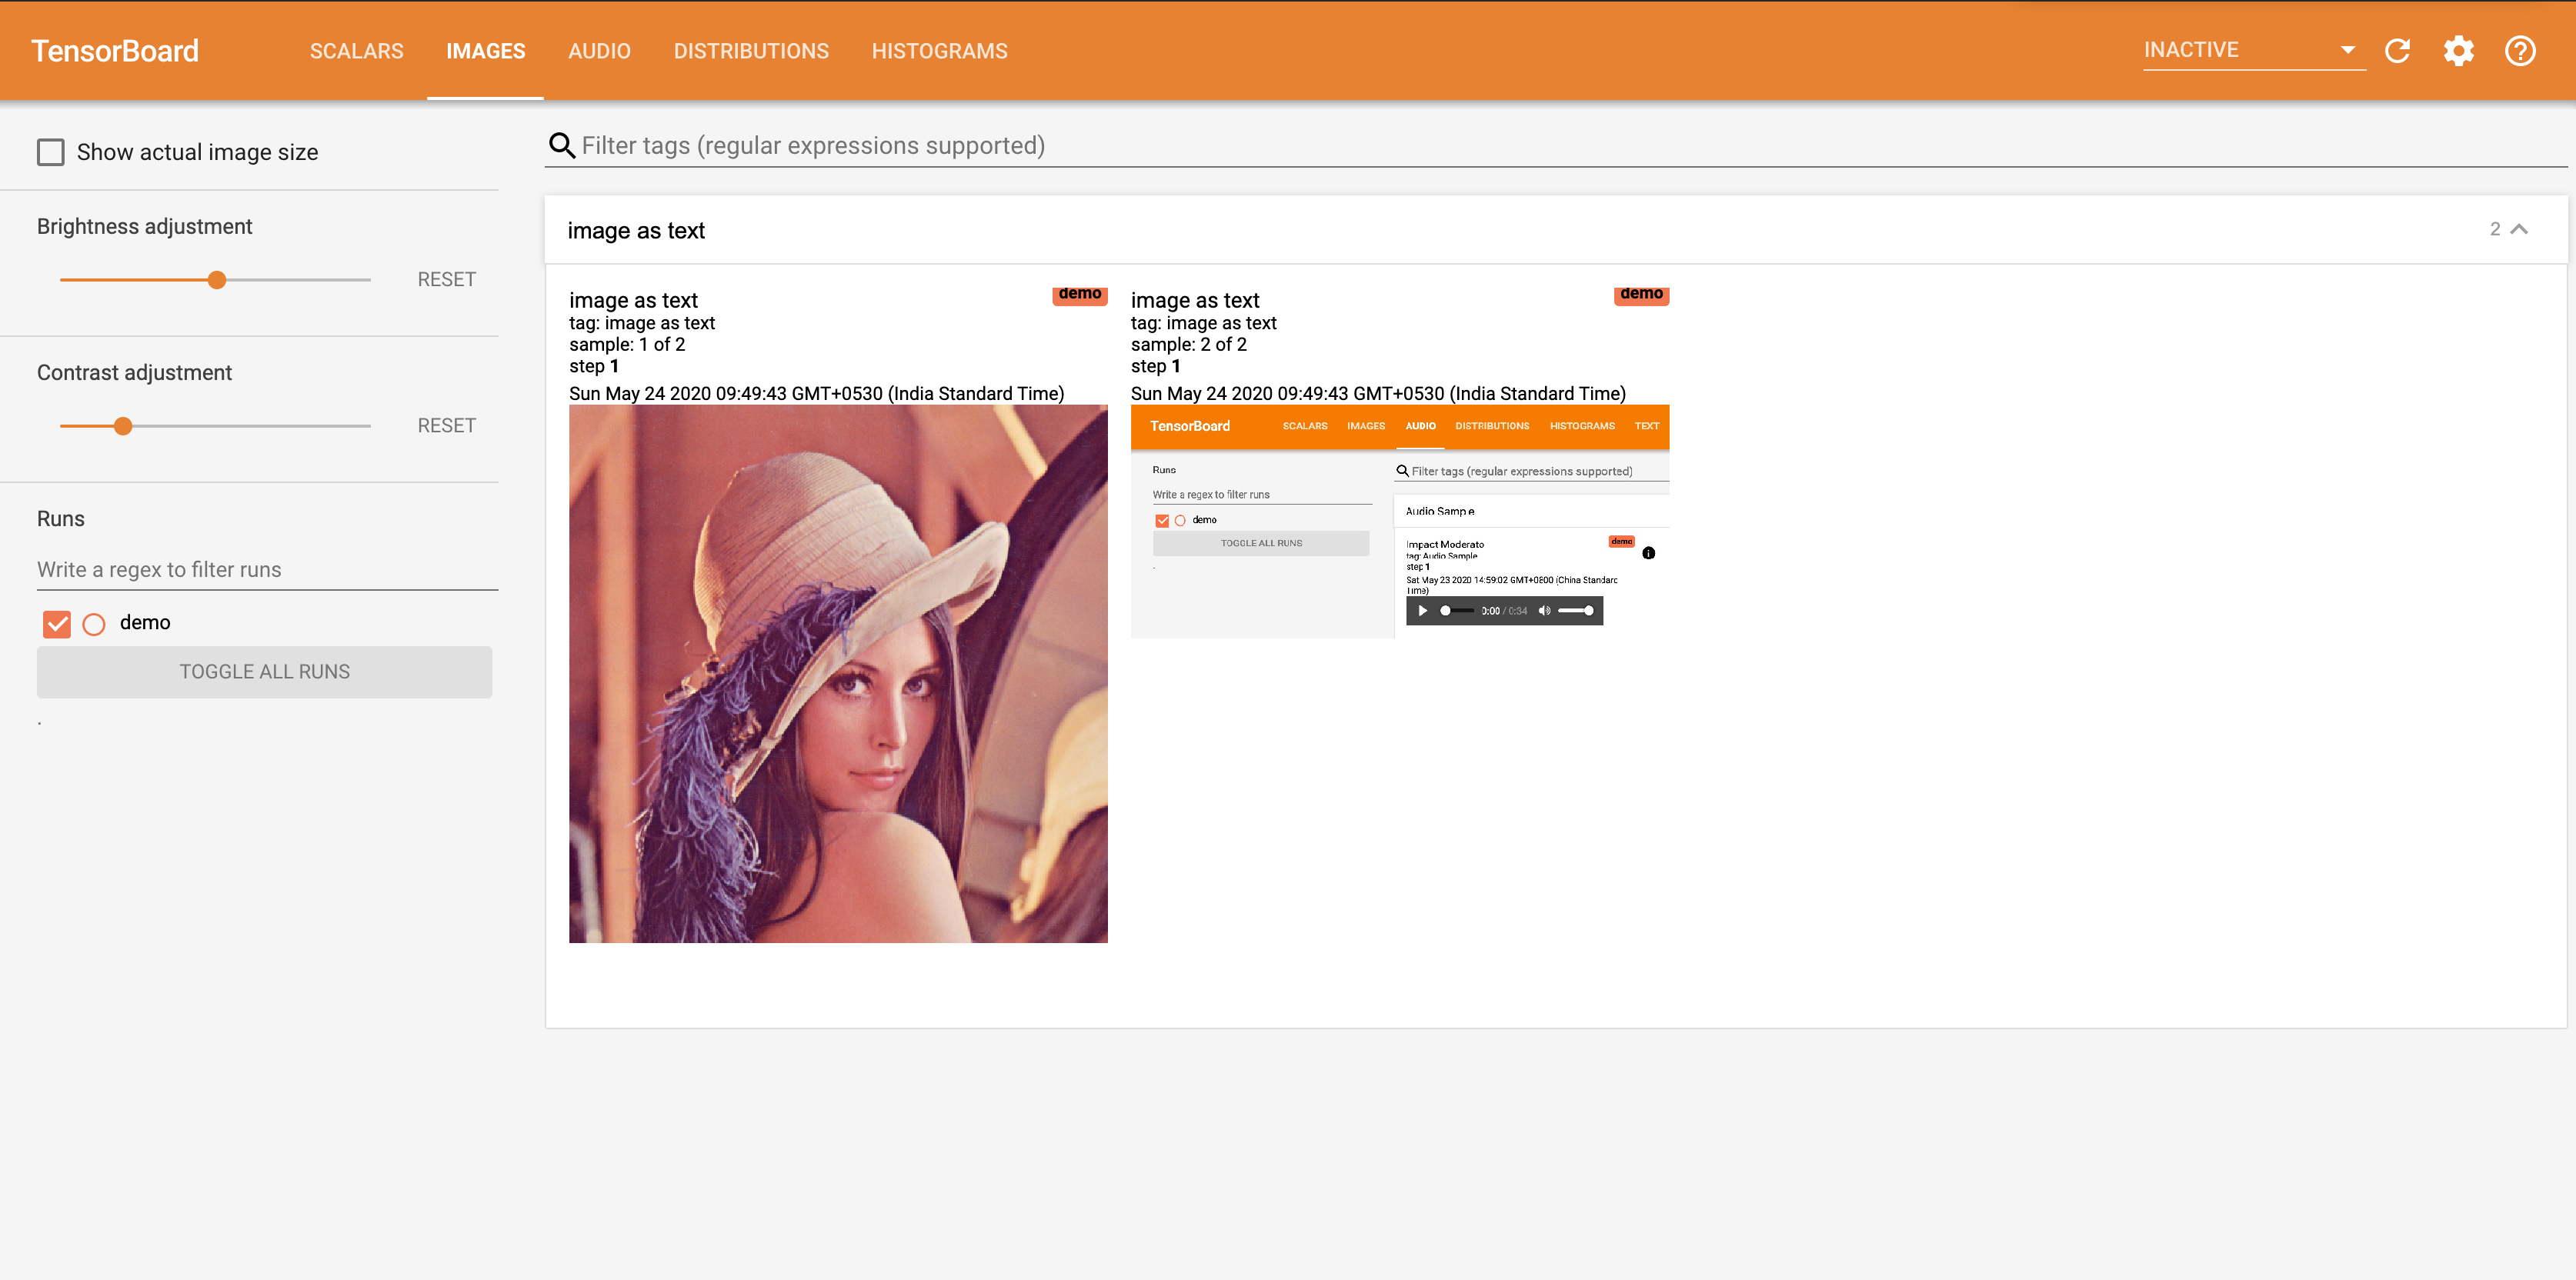 TensorBoard SCALARS IMAGES AUDIO DISTRIBUTIONS HISTOGRAMS INACTIVE
Show actual image size
Brightness adjustment
RESET
Contrast adjustment
RESET
Runs
Write a regex to filter runs
demo
TOGGLE ALL RUNS
.
Filter tags (regular expressions supported)
image as text 2
image as text demo
tag: image as text
sample: 1 of 2
step 1
Sun May 24 2020 09:49:43 GMT+0530 (India Standard Time)
image as text demo
tag: image as text
sample: 2 of 2
step 1
Sun May 24 2020 09:49:43 GMT+0530 (India Standard Time)
TensorBoard SCALARS IMAGES AUDIO DISTRIBUTIONS HISTOGRAMS TEXT
Runs
Write a regex to filter runs
demo
TOGGLE ALL RUNS
.
Filter tags (regular expressions supported)
Audio Sample
Impact Moderato demo
tag: Audio Sample
step 1
Sat May 23 2020 14:59:02 GMT+0800 (China Standard
Time)
0:00 / 0:34